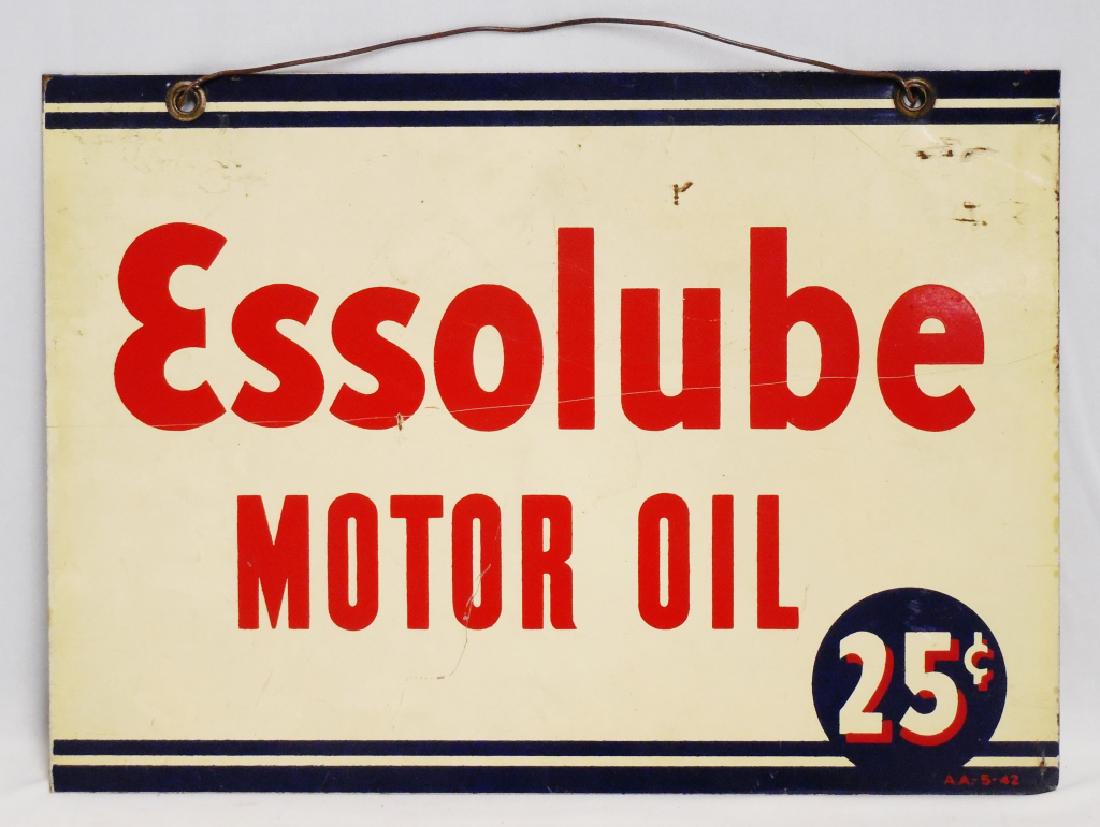 Essolube
MOTOR OIL
25¢
AA-5-42